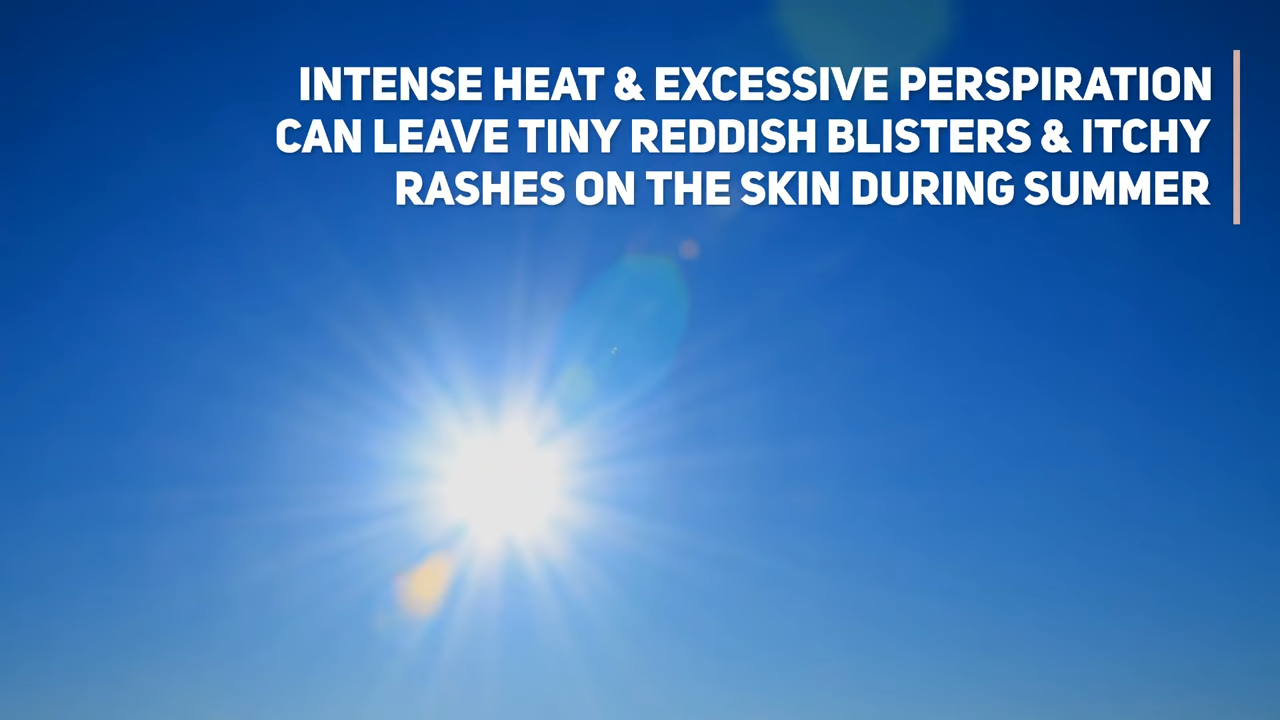 INTENSE HEAT & EXCESSIVE PERSPIRATION
CAN LEAVE TINY REDDISH BLISTERS & ITCHY
RASHES ON THE SKIN DURING SUMMER